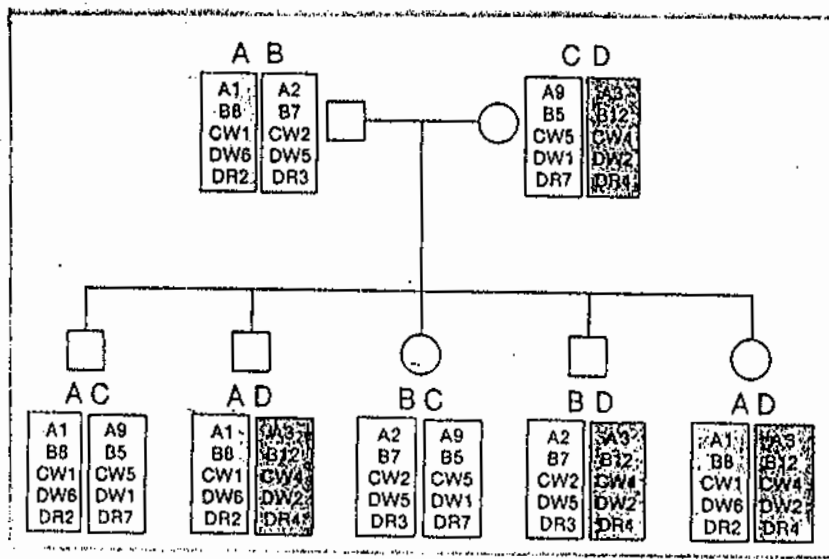 A B
C D
A1
B8
CW1
DW6
DR2
A2
B7
CW2
DW5
DR3
A9
B5
CW5
DW1
DR7
A3
B12
CW4
DW2
DR4
A C
A D
B C
B D
A D
A1
B8
CW1
DW6
DR2
A9
B5
CW5
DW1
DR7
A1
B8
CW1
DW6
DR2
A3
B12
CW4
DW2
DR4
A2
B7
CW2
DW5
DR3
A9
B5
CW5
DW1
DR7
A2
B7
CW2
DW5
DR3
A3
B12
CW4
DW2
DR4
A1
B8
CW1
DW6
DR2
A3
B12
CW4
DW2
DR4